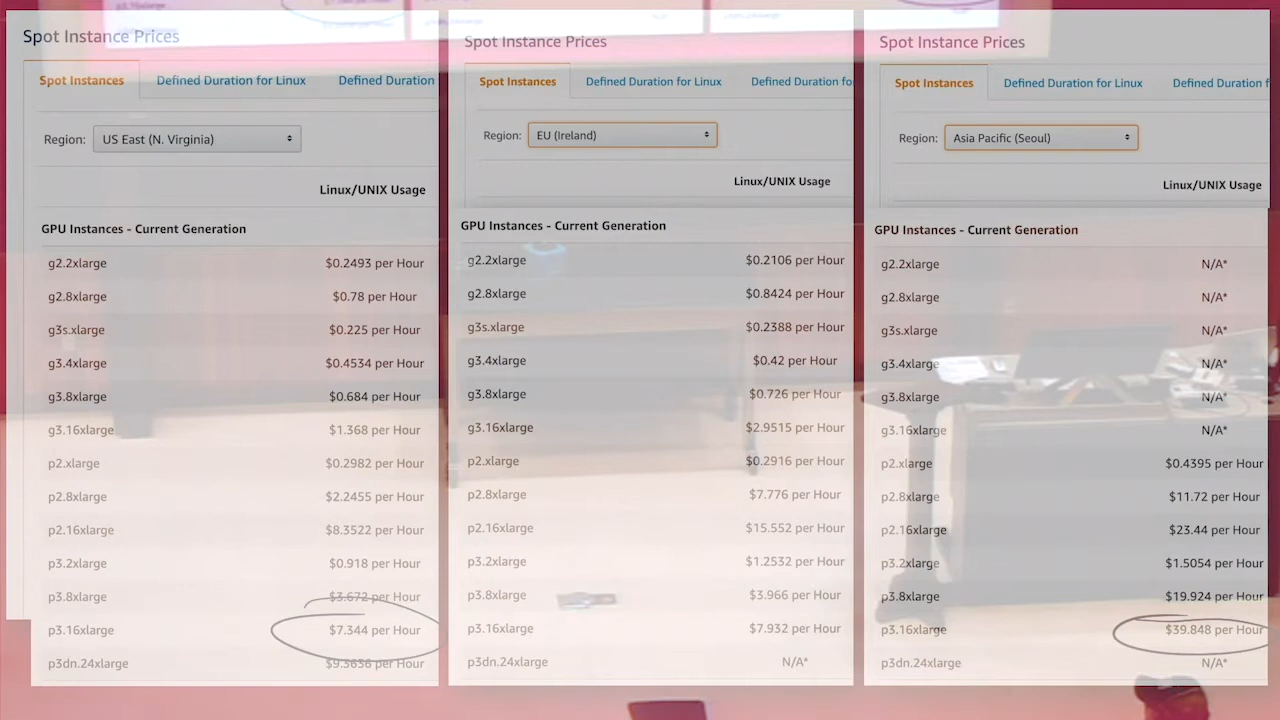 Spot Instance Prices
Spot Instances Defined Duration for Linux Defined Duration
Region: US East (N. Virginia)
Linux/UNIX Usage
GPU Instances - Current Generation
g2.2xlarge $0.2493 per Hour
g2.8xlarge $0.78 per Hour
g3s.xlarge $0.225 per Hour
g3.4xlarge $0.4534 per Hour
g3.8xlarge $0.684 per Hour
g3.16xlarge $1.368 per Hour
p2.xlarge $0.2982 per Hour
p2.8xlarge $2.2455 per Hour
p2.16xlarge $8.3522 per Hour
p3.2xlarge $0.918 per Hour
p3.8xlarge $3.672 per Hour
p3.16xlarge $7.344 per Hour
p3dn.24xlarge $9.3636 per Hour
Spot Instance Prices
Spot Instances Defined Duration for Linux Defined Duration fo
Region: EU (Ireland)
Linux/UNIX Usage
GPU Instances - Current Generation
g2.2xlarge $0.2106 per Hour
g2.8xlarge $0.8424 per Hour
g3s.xlarge $0.2388 per Hour
g3.4xlarge $0.42 per Hour
g3.8xlarge $0.726 per Hour
g3.16xlarge $2.9515 per Hour
p2.xlarge $0.2916 per Hour
p2.8xlarge $7.776 per Hour
p2.16xlarge $15.552 per Hour
p3.2xlarge $1.2532 per Hour
p3.8xlarge $3.966 per Hour
p3.16xlarge $7.932 per Hour
p3dn.24xlarge N/A*
Spot Instance Prices
Spot Instances Defined Duration for Linux Defined Duration f
Region: Asia Pacific (Seoul)
Linux/UNIX Usage
GPU Instances - Current Generation
g2.2xlarge N/A*
g2.8xlarge N/A*
g3s.xlarge N/A*
g3.4xlarge N/A*
g3.8xlarge N/A*
g3.16xlarge N/A*
p2.xlarge $0.4395 per Hour
p2.8xlarge $11.72 per Hour
p2.16xlarge $23.44 per Hour
p3.2xlarge $1.5054 per Hour
p3.8xlarge $19.924 per Hour
p3.16xlarge $39.848 per Hour
p3dn.24xlarge N/A*